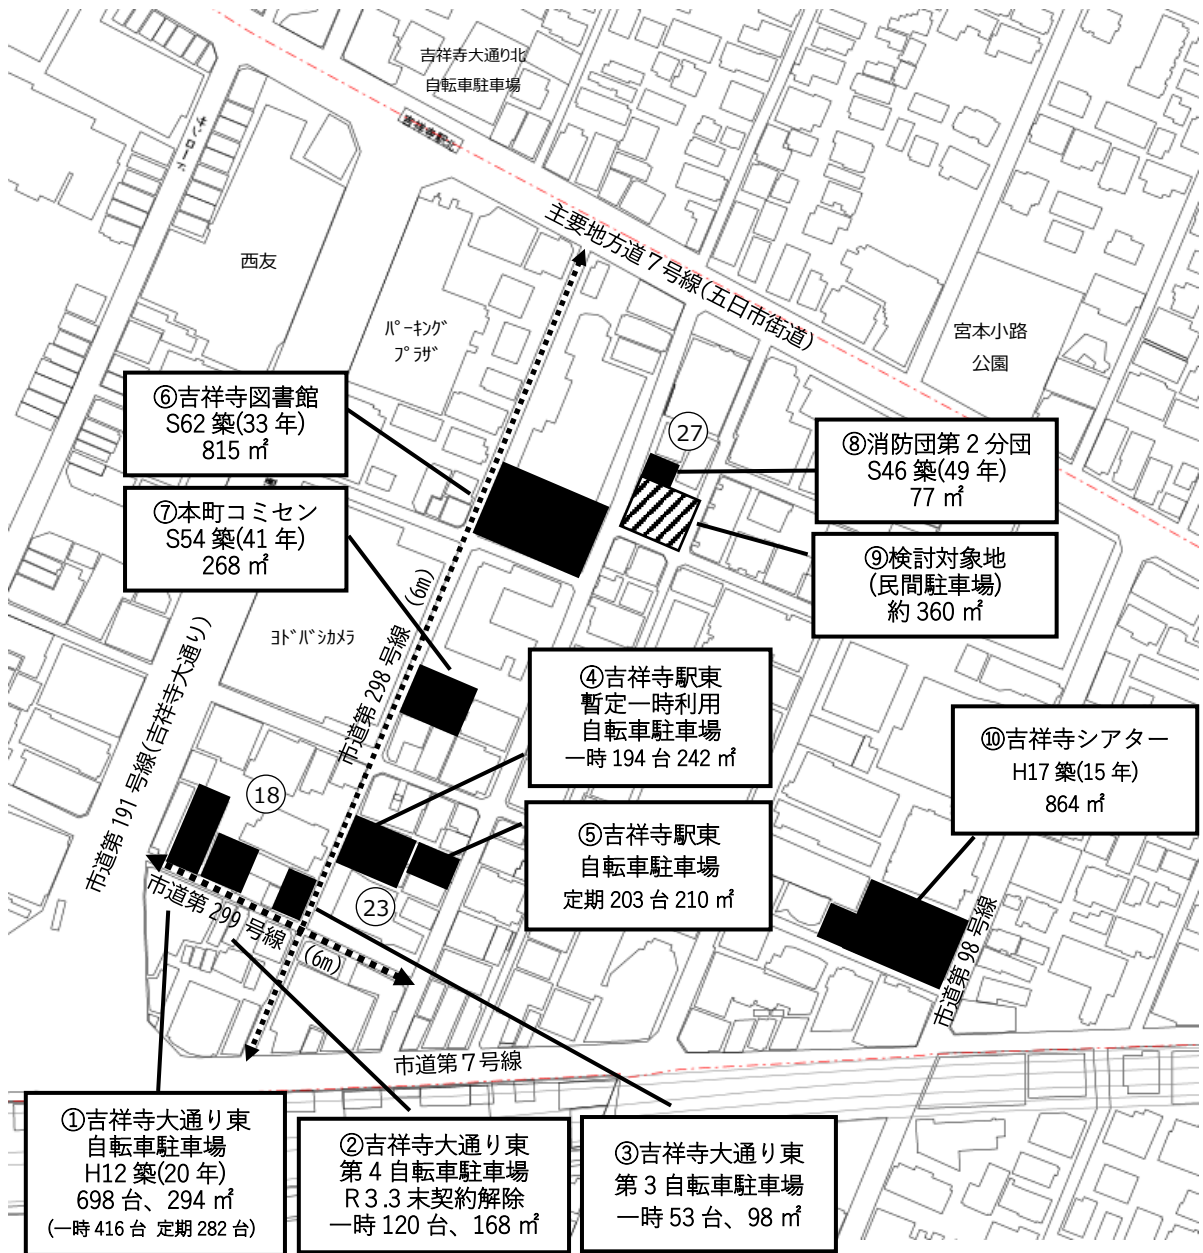 吉祥寺大通り北
自転車駐車場
吉祥寺駅北
サンロード
西友
パーキング
プラザ
主要地方道7号線(五日市街道)
宮本小路
公園
⑥吉祥寺図書館
S62 築(33 年)
815 ㎡
⑦本町コミセン
S54 築(41 年)
268 ㎡
27
⑧消防団第 2 分団
S46 築(49 年)
77 ㎡
⑨検討対象地
(民間駐車場)
約 360 ㎡
ヨドバシカメラ
市道第 298 号線 (6m)
市道第 191 号線(吉祥寺大通り)
④吉祥寺駅東
暫定一時利用
自転車駐車場
一時 194 台 242 ㎡
⑤吉祥寺駅東
自転車駐車場
定期 203 台 210 ㎡
⑩吉祥寺シアター
H17 築(15 年)
864 ㎡
18
23
市道第 299 号線
(6m)
市道第 98 号線
市道第7号線
①吉祥寺大通り東
自転車駐車場
H12 築(20 年)
698 台、294 ㎡
(一時 416 台 定期 282 台)
②吉祥寺大通り東
第 4 自転車駐車場
R3.3 末契約解除
一時 120 台、168 ㎡
③吉祥寺大通り東
第 3 自転車駐車場
一時 53 台、98 ㎡